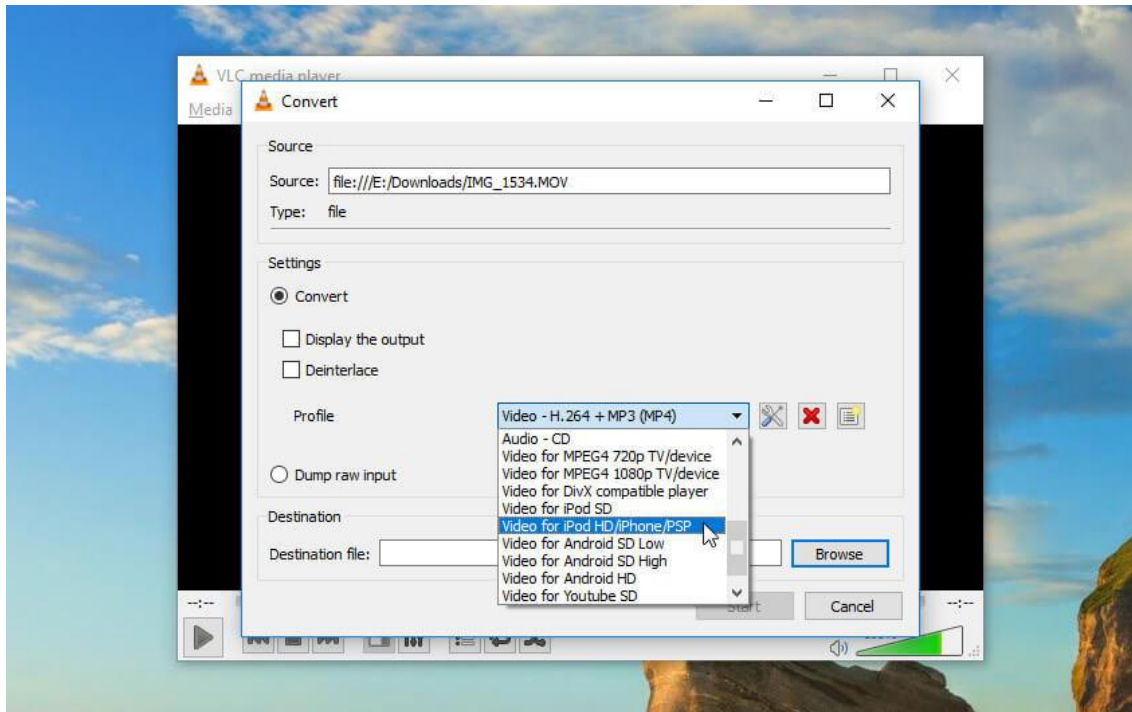 VLC media player
Media
Convert
Source
Source: file:///E:/Downloads/IMG_1534.MOV
Type: file
Settings
Convert
Display the output
Deinterlace
Profile Video - H.264 + MP3 (MP4)
Audio - CD
Video for MPEG4 720p TV/device
Video for MPEG4 1080p TV/device
Video for DivX compatible player
Video for iPod SD
Video for iPod HD/iPhone/PSP
Video for Android SD Low
Video for Android SD High
Video for Android HD
Video for Youtube SD
Dump raw input
Destination
Destination file: Browse
Start Cancel
--:-- --:--